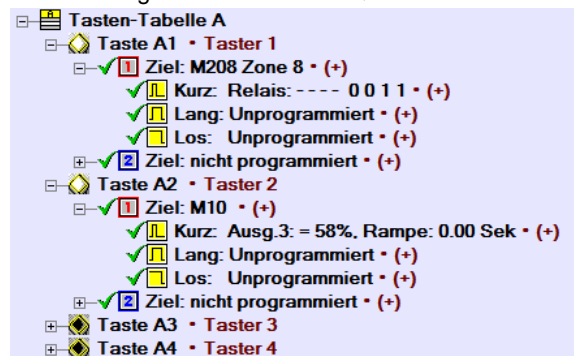 Tasten-Tabelle A
Taste A1 • Taster 1
1 Ziel: M208 Zone 8 • (+)
Kurz: Relais: - - - - 0 0 1 1 • (+)
Lang: Unprogrammiert • (+)
Los: Unprogrammiert • (+)
2 Ziel: nicht programmiert • (+)
Taste A2 • Taster 2
1 Ziel: M10 • (+)
Kurz: Ausg.3: = 58%, Rampe: 0.00 Sek • (+)
Lang: Unprogrammiert • (+)
Los: Unprogrammiert • (+)
2 Ziel: nicht programmiert • (+)
Taste A3 • Taster 3
Taste A4 • Taster 4